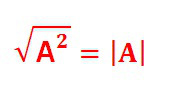 √A² = |A|